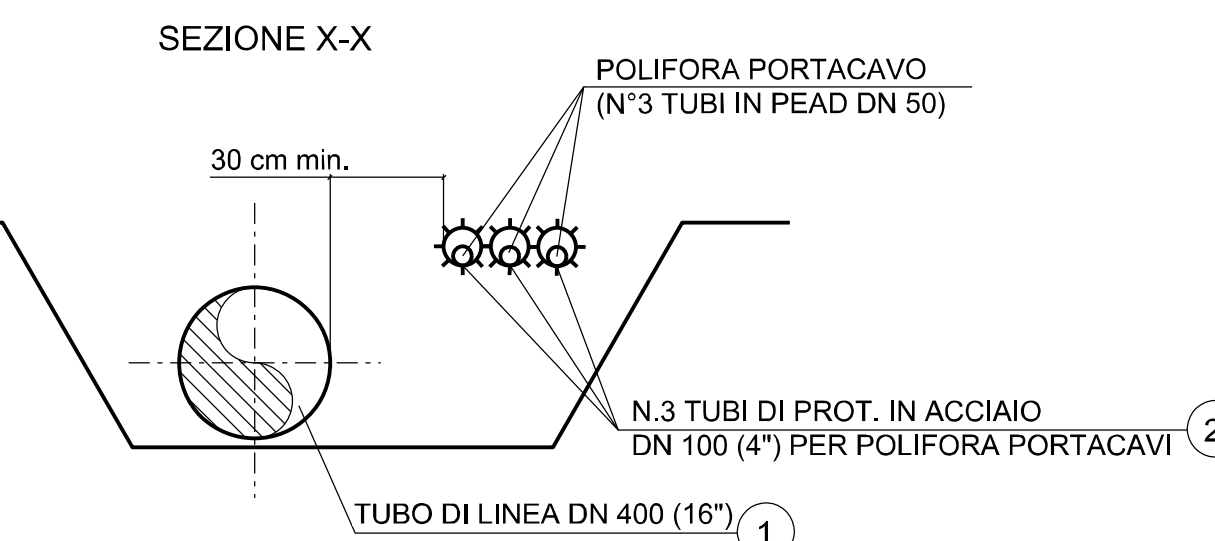 SEZIONE X-X
POLIFORA PORTACAVO
(N°3 TUBI IN PEAD DN 50)
30 cm min.
N.3 TUBI DI PROT. IN ACCIAIO
DN 100 (4") PER POLIFORA PORTACAVI
2
TUBO DI LINEA DN 400 (16")
1